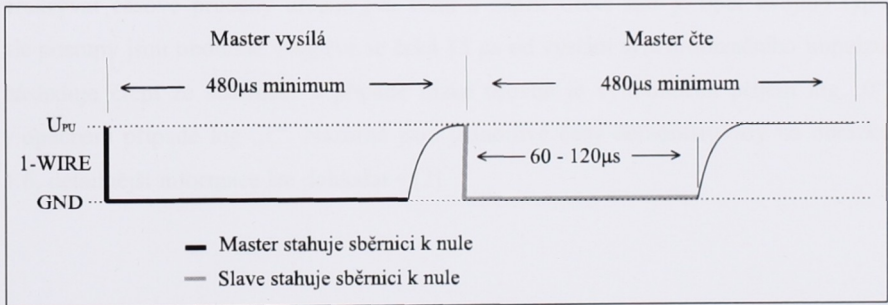 Master vysílá
Master čte
480μs minimum
480μs minimum
U_PU
60 - 120μs
1-WIRE
GND
Master stahuje sběrnici k nule
Slave stahuje sběrnici k nule